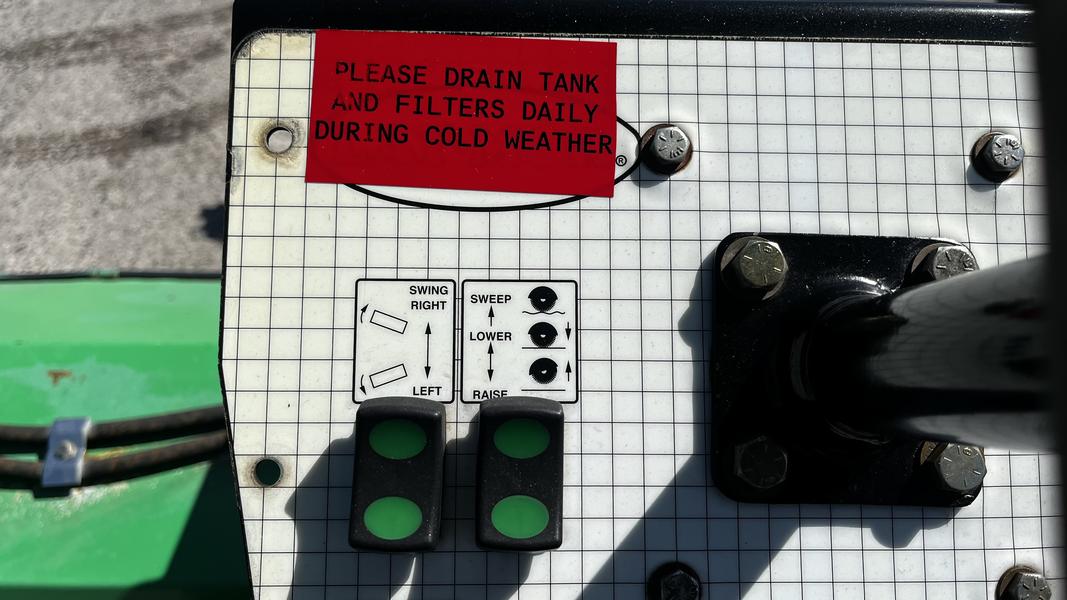 PLEASE DRAIN TANK
AND FILTERS DAILY
DURING COLD WEATHER
®
SWING
RIGHT
LEFT
SWEEP
LOWER
RAISE